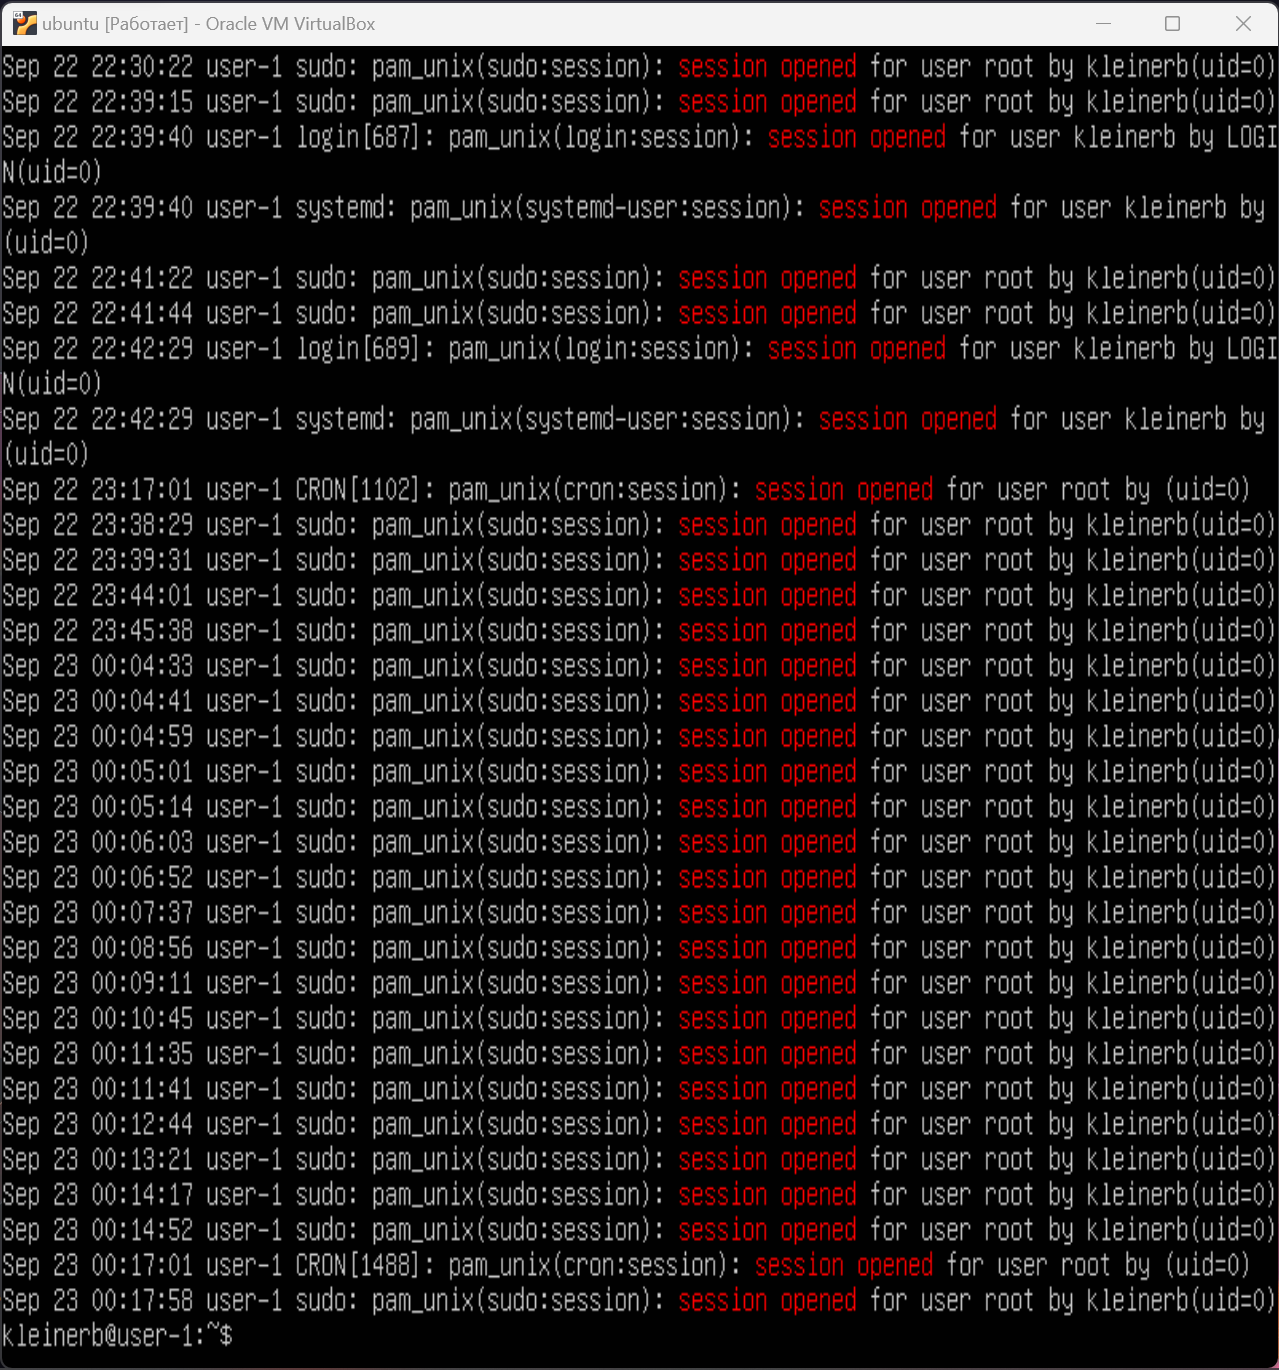 64
ubuntu [Работает] - Oracle VM VirtualBox
Sep 22 22:30:22 user-1 sudo: pam_unix(sudo:session): session opened for user root by kleinerb(uid=0)
Sep 22 22:39:15 user-1 sudo: pam_unix(sudo:session): session opened for user root by kleinerb(uid=0)
Sep 22 22:39:40 user-1 login[687]: pam_unix(login:session): session opened for user kleinerb by LOGI
N(uid=0)
Sep 22 22:39:40 user-1 systemd: pam_unix(systemd-user:session): session opened for user kleinerb by
(uid=0)
Sep 22 22:41:22 user-1 sudo: pam_unix(sudo:session): session opened for user root by kleinerb(uid=0)
Sep 22 22:41:44 user-1 sudo: pam_unix(sudo:session): session opened for user root by kleinerb(uid=0)
Sep 22 22:42:29 user-1 login[689]: pam_unix(login:session): session opened for user kleinerb by LOGI
N(uid=0)
Sep 22 22:42:29 user-1 systemd: pam_unix(systemd-user:session): session opened for user kleinerb by
(uid=0)
Sep 22 23:17:01 user-1 CRON[1102]: pam_unix(cron:session): session opened for user root by (uid=0)
Sep 22 23:38:29 user-1 sudo: pam_unix(sudo:session): session opened for user root by kleinerb(uid=0)
Sep 22 23:39:31 user-1 sudo: pam_unix(sudo:session): session opened for user root by kleinerb(uid=0)
Sep 22 23:44:01 user-1 sudo: pam_unix(sudo:session): session opened for user root by kleinerb(uid=0)
Sep 22 23:45:38 user-1 sudo: pam_unix(sudo:session): session opened for user root by kleinerb(uid=0)
Sep 23 00:04:33 user-1 sudo: pam_unix(sudo:session): session opened for user root by kleinerb(uid=0)
Sep 23 00:04:41 user-1 sudo: pam_unix(sudo:session): session opened for user root by kleinerb(uid=0)
Sep 23 00:04:59 user-1 sudo: pam_unix(sudo:session): session opened for user root by kleinerb(uid=0)
Sep 23 00:05:01 user-1 sudo: pam_unix(sudo:session): session opened for user root by kleinerb(uid=0)
Sep 23 00:05:14 user-1 sudo: pam_unix(sudo:session): session opened for user root by kleinerb(uid=0)
Sep 23 00:06:03 user-1 sudo: pam_unix(sudo:session): session opened for user root by kleinerb(uid=0)
Sep 23 00:06:52 user-1 sudo: pam_unix(sudo:session): session opened for user root by kleinerb(uid=0)
Sep 23 00:07:37 user-1 sudo: pam_unix(sudo:session): session opened for user root by kleinerb(uid=0)
Sep 23 00:08:56 user-1 sudo: pam_unix(sudo:session): session opened for user root by kleinerb(uid=0)
Sep 23 00:09:11 user-1 sudo: pam_unix(sudo:session): session opened for user root by kleinerb(uid=0)
Sep 23 00:10:45 user-1 sudo: pam_unix(sudo:session): session opened for user root by kleinerb(uid=0)
Sep 23 00:11:35 user-1 sudo: pam_unix(sudo:session): session opened for user root by kleinerb(uid=0)
Sep 23 00:11:41 user-1 sudo: pam_unix(sudo:session): session opened for user root by kleinerb(uid=0)
Sep 23 00:12:44 user-1 sudo: pam_unix(sudo:session): session opened for user root by kleinerb(uid=0)
Sep 23 00:13:21 user-1 sudo: pam_unix(sudo:session): session opened for user root by kleinerb(uid=0)
Sep 23 00:14:17 user-1 sudo: pam_unix(sudo:session): session opened for user root by kleinerb(uid=0)
Sep 23 00:14:52 user-1 sudo: pam_unix(sudo:session): session opened for user root by kleinerb(uid=0)
Sep 23 00:17:01 user-1 CRON[1488]: pam_unix(cron:session): session opened for user root by (uid=0)
Sep 23 00:17:58 user-1 sudo: pam_unix(sudo:session): session opened for user root by kleinerb(uid=0)
kleinerb@user-1:~$